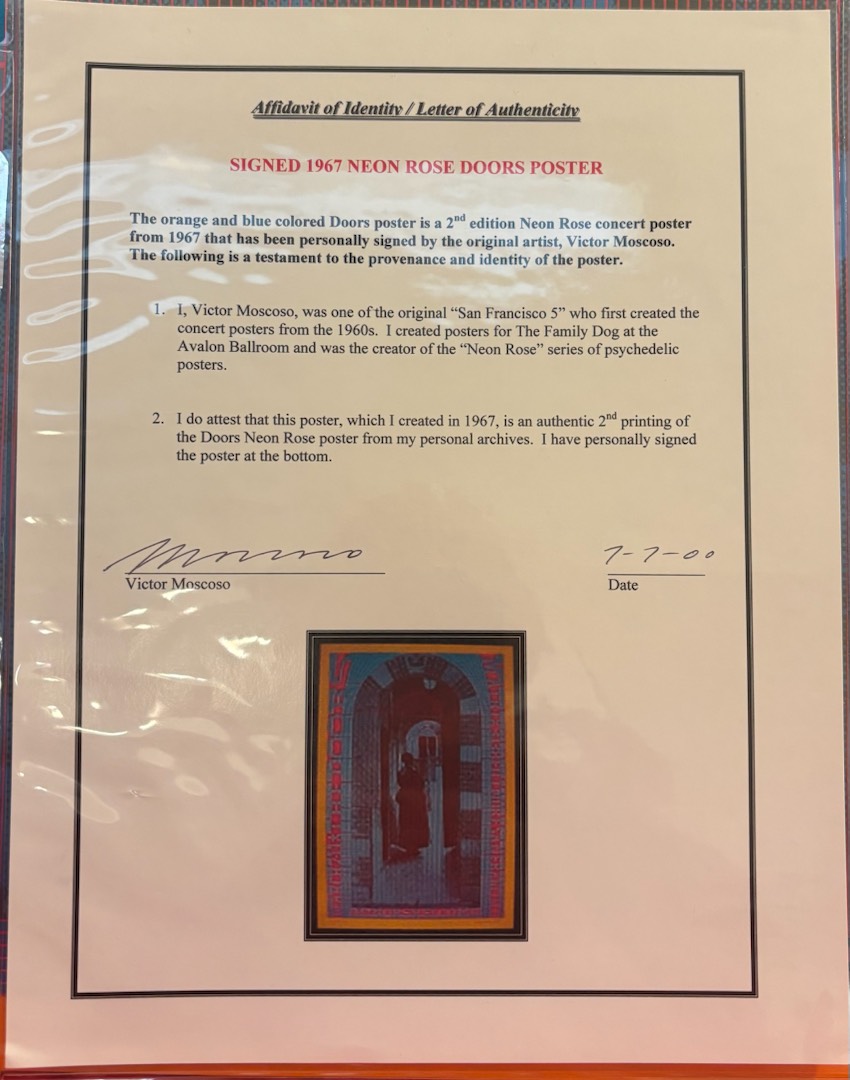 Affidavit of Identity / Letter of Authenticity
SIGNED 1967 NEON ROSE DOORS POSTER
The orange and blue colored Doors poster is a 2nd edition Neon Rose concert poster
from 1967 that has been personally signed by the original artist, Victor Moscoso.
The following is a testament to the provenance and identity of the poster.
1. I, Victor Moscoso, was one of the original “San Francisco 5” who first created the
concert posters from the 1960s. I created posters for The Family Dog at the
Avalon Ballroom and was the creator of the “Neon Rose” series of psychedelic
posters.
2. I do attest that this poster, which I created in 1967, is an authentic 2nd printing of
the Doors Neon Rose poster from my personal archives. I have personally signed
the poster at the bottom.
7-7-00
Victor Moscoso
Date